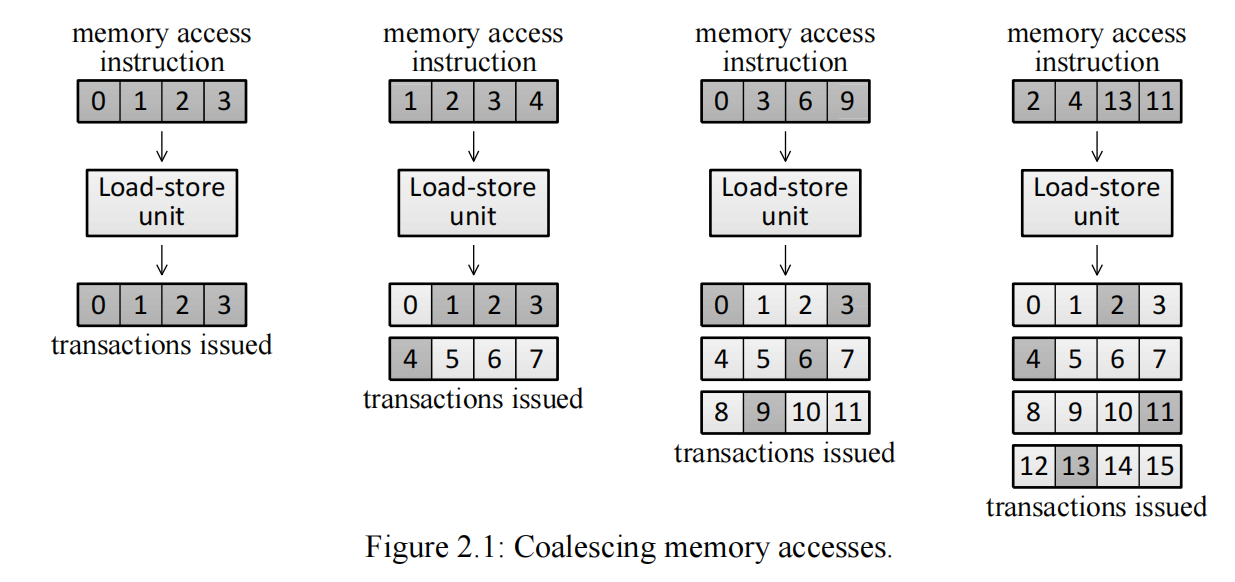 memory access
instruction
0 1 2 3
Load-store
unit
0 1 2 3
transactions issued
memory access
instruction
1 2 3 4
Load-store
unit
0 1 2 3
4 5 6 7
transactions issued
memory access
instruction
0 3 6 9
Load-store
unit
0 1 2 3
4 5 6 7
8 9 10 11
transactions issued
memory access
instruction
2 4 13 11
Load-store
unit
0 1 2 3
4 5 6 7
8 9 10 11
12 13 14 15
transactions issued
Figure 2.1: Coalescing memory accesses.